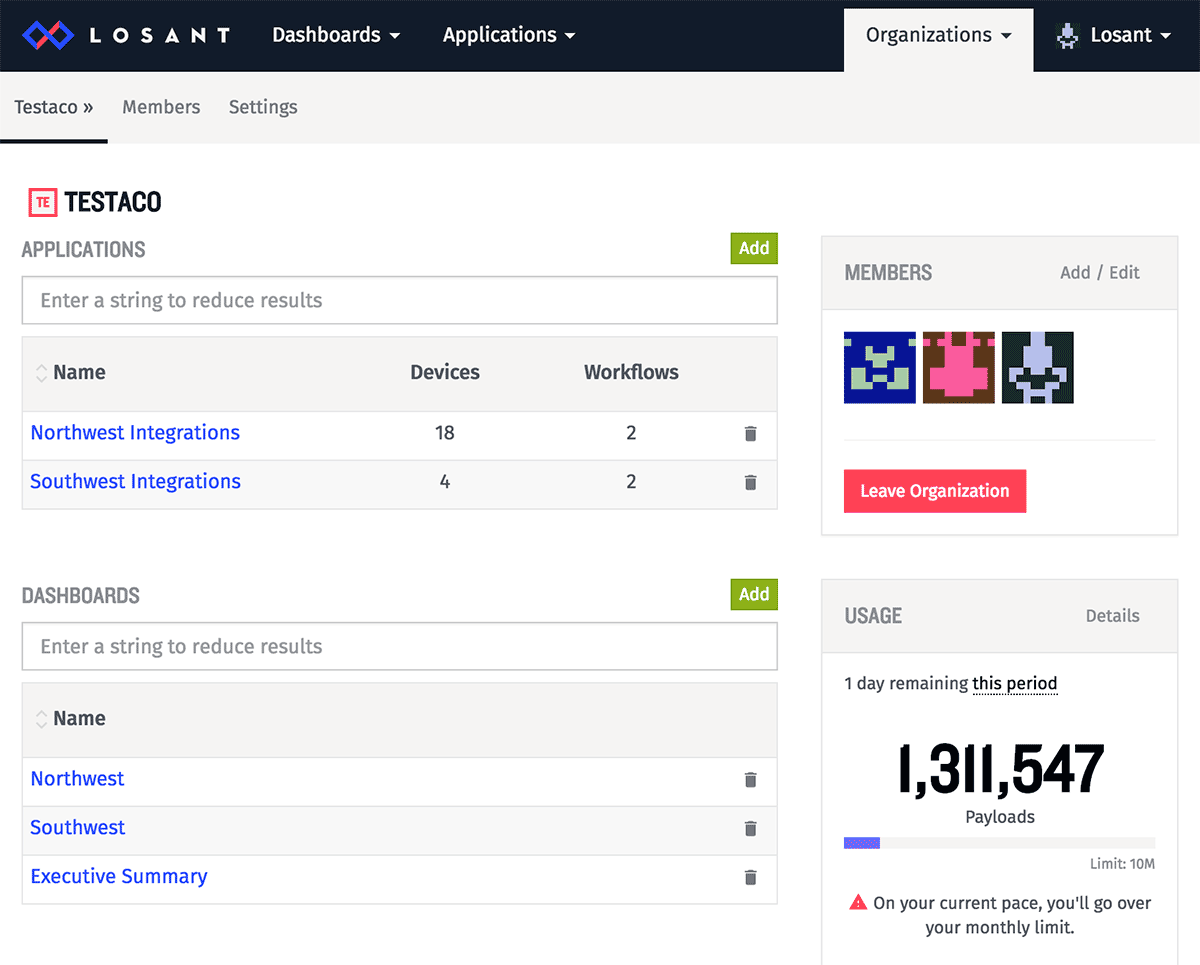 LOSANT Dashboards Applications Organizations Losant
Testaco » Members Settings
TE TESTACO
APPLICATIONS Add
Enter a string to reduce results
Name Devices Workflows
Northwest Integrations 18 2
Southwest Integrations 4 2
DASHBOARDS Add
Enter a string to reduce results
Name
Northwest
Southwest
Executive Summary
MEMBERS Add / Edit
Leave Organization
USAGE Details
1 day remaining this period
1,311,547
Payloads
Limit: 10M
On your current pace, you'll go over
your monthly limit.